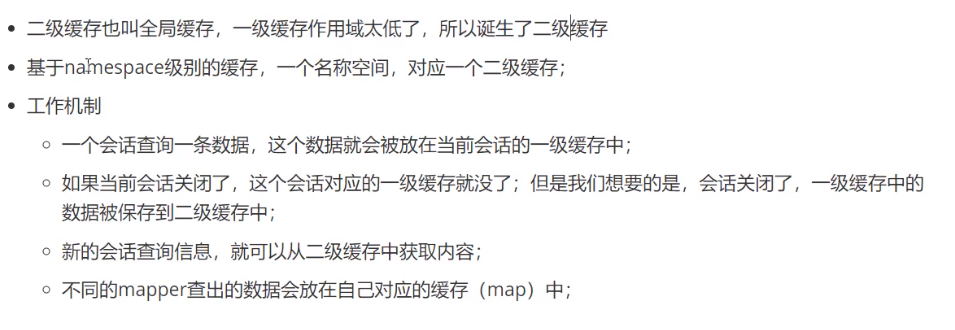 二级缓存也叫全局缓存，一级缓存作用域太低了，所以诞生了二级缓存
基于namespace级别的缓存，一个名称空间，对应一个二级缓存；
工作机制
一个会话查询一条数据，这个数据就会被放在当前会话的一级缓存中；
如果当前会话关闭了，这个会话对应的一级缓存就没了；但是我们想要的是，会话关闭了，一级缓存中的
数据被保存到二级缓存中；
新的会话查询信息，就可以从二级缓存中获取内容；
不同的mapper查出的数据会放在自己对应的缓存（map）中；